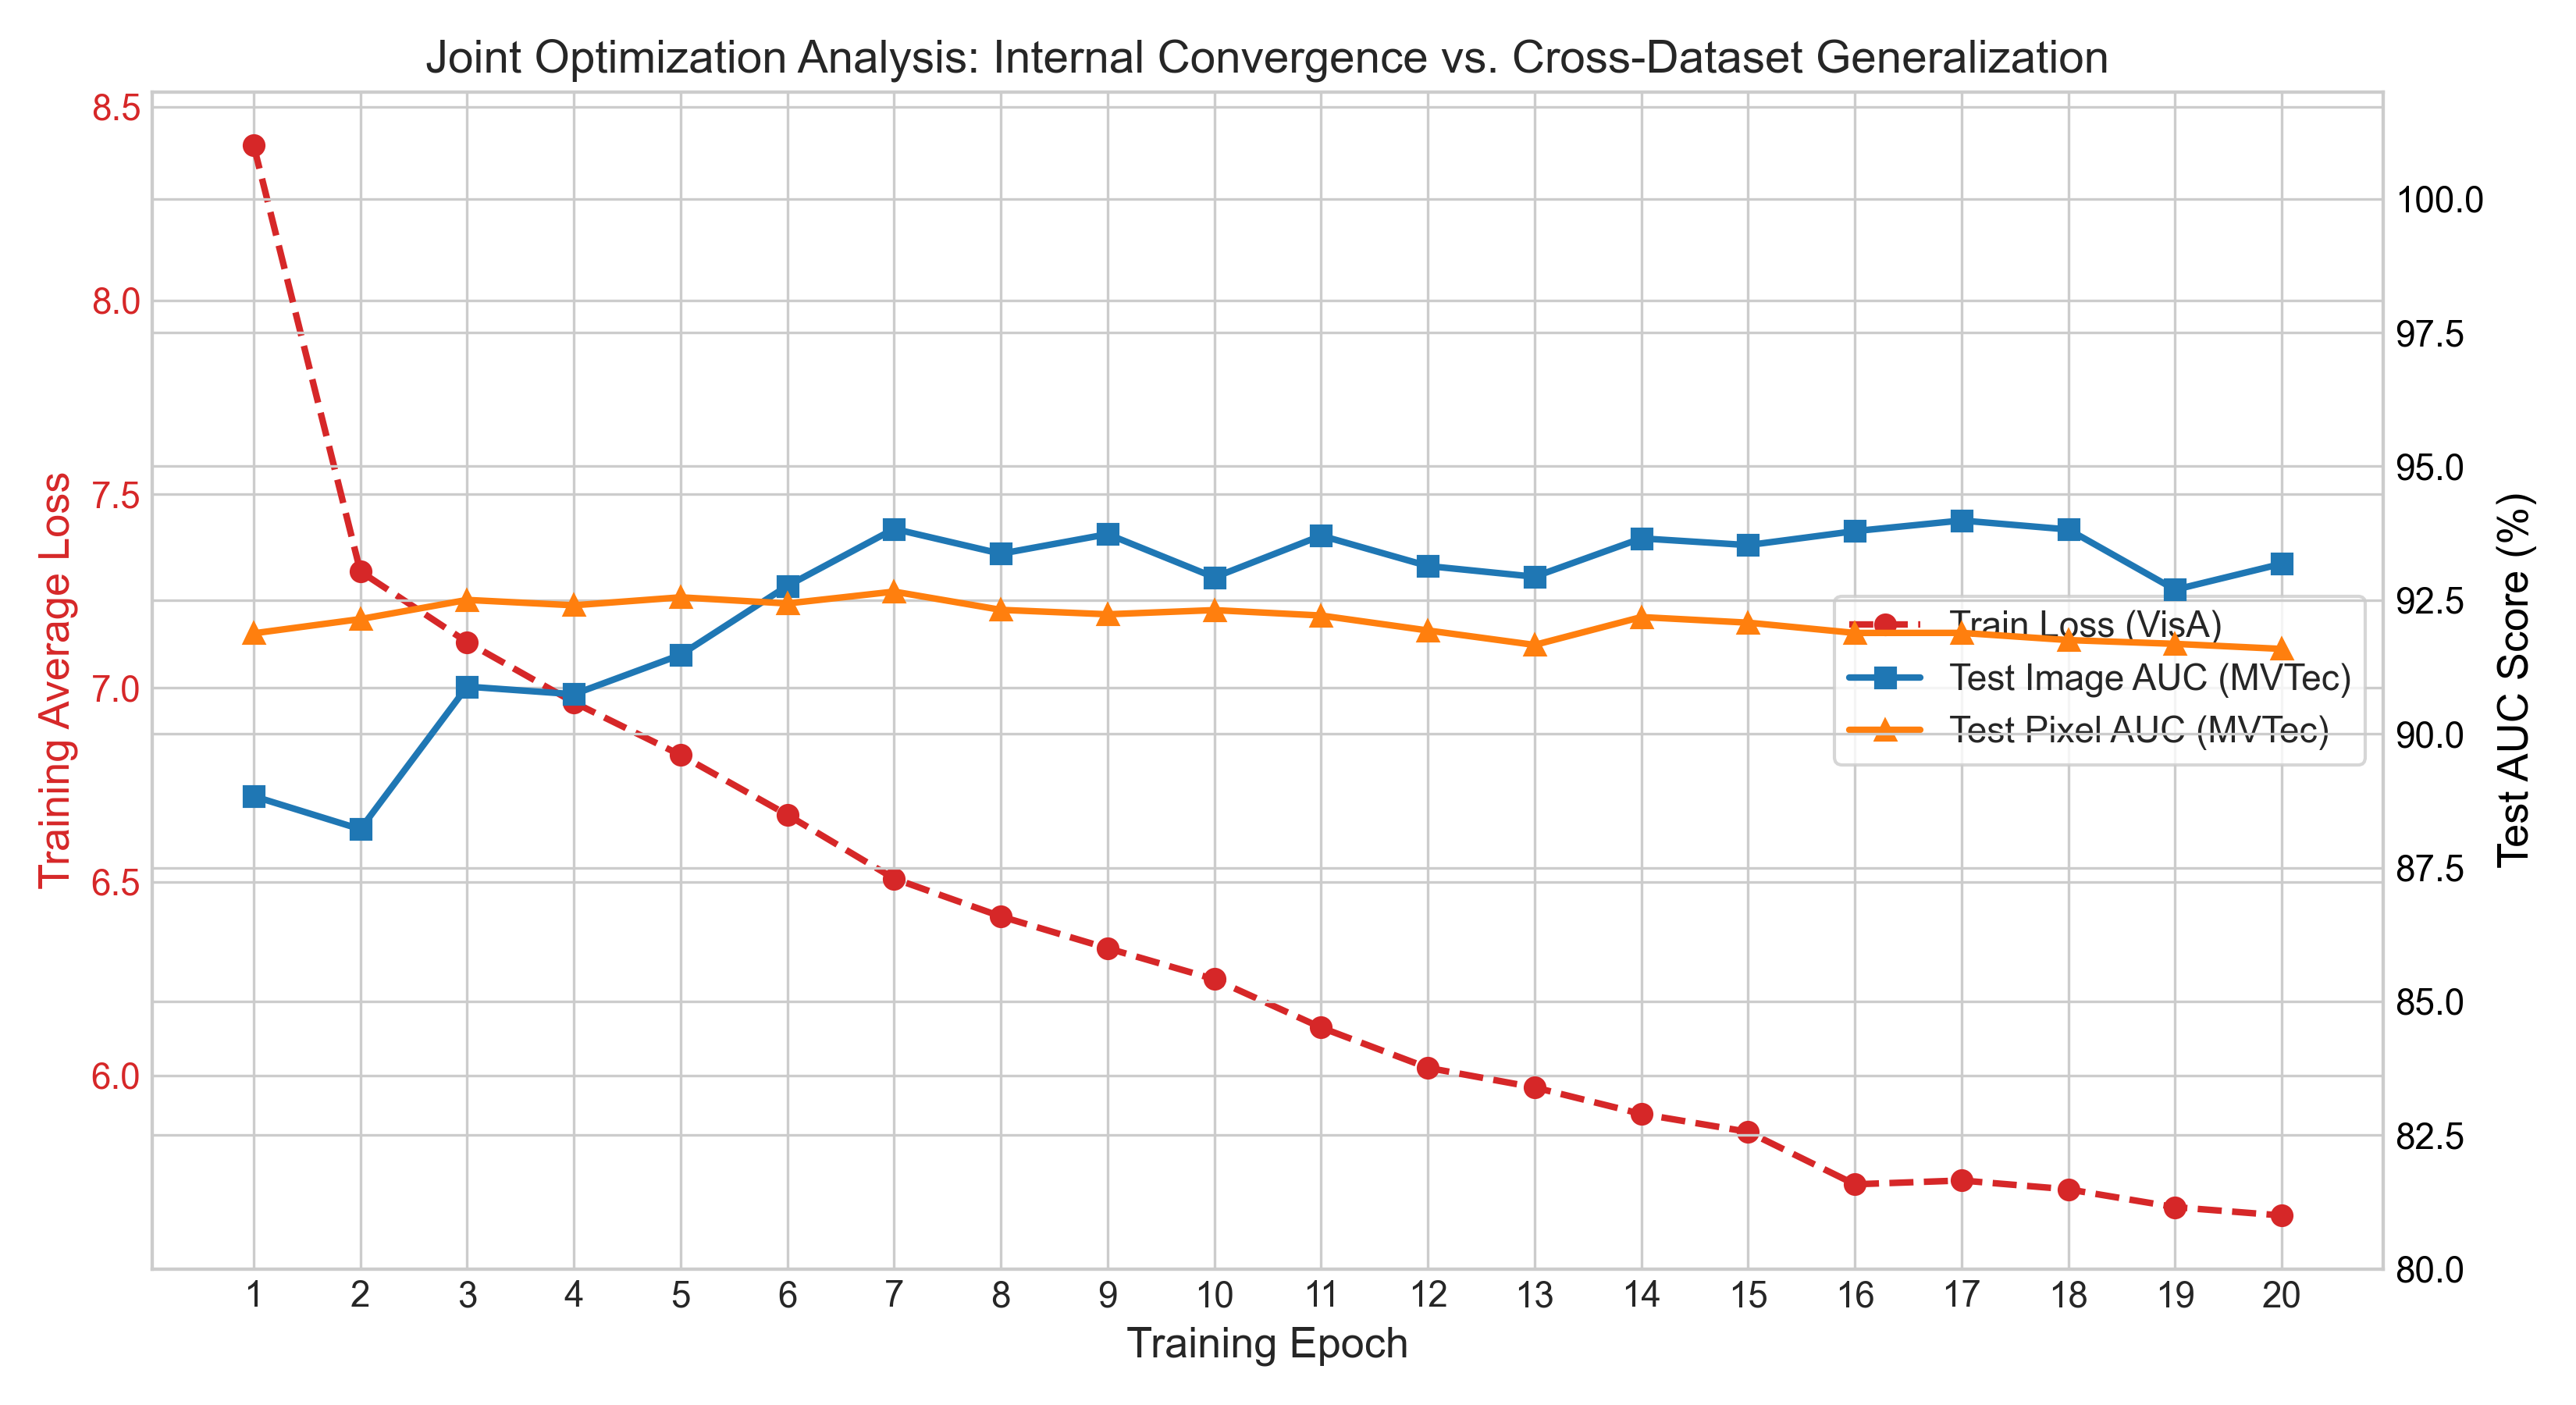 Joint Optimization Analysis: Internal Convergence vs. Cross-Dataset Generalization
Training Average Loss
8.5
8.0
7.5
7.0
6.5
6.0
100.0
97.5
95.0
92.5
90.0
87.5
85.0
82.5
80.0
Test AUC Score (%)
Train Loss (VisA)
Test Image AUC (MVTec)
Test Pixel AUC (MVTec)
1 2 3 4 5 6 7 8 9 10 11 12 13 14 15 16 17 18 19 20
Training Epoch